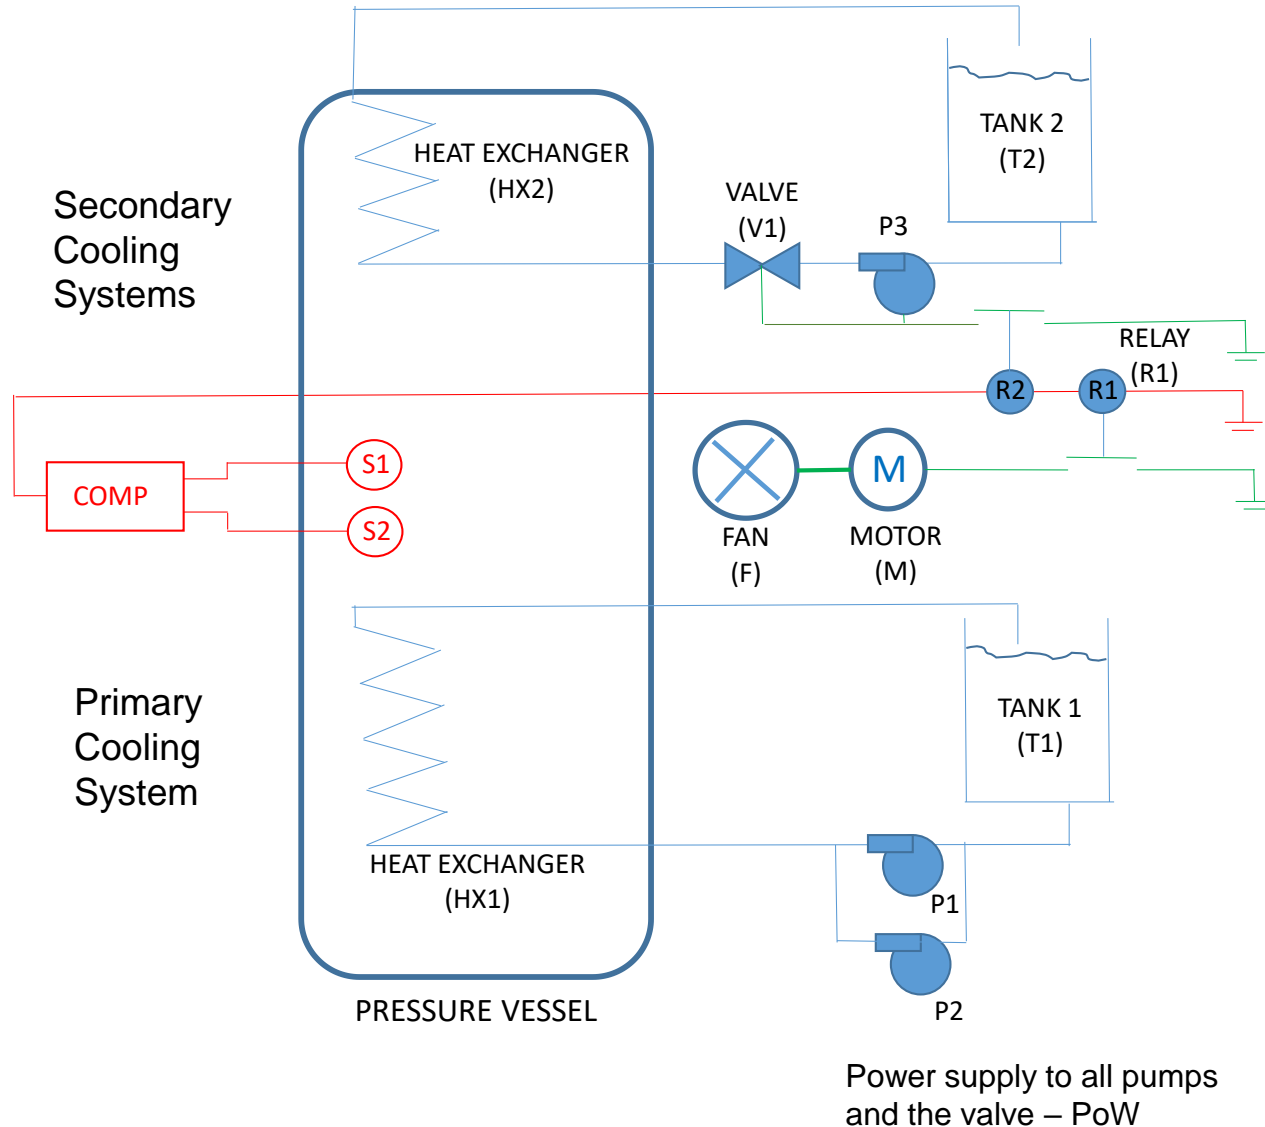 TANK 2
(T2)
HEAT EXCHANGER
(HX2)
Secondary
Cooling
Systems
VALVE
(V1)
P3
RELAY
(R1)
R2
R1
S1
COMP
S2
M
FAN
(F)
MOTOR
(M)
Primary
Cooling
System
TANK 1
(T1)
HEAT EXCHANGER
(HX1)
P1
P2
PRESSURE VESSEL
Power supply to all pumps
and the valve – PoW